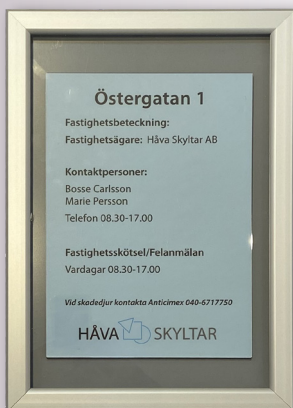 Östergatan 1
Fastighetsbeteckning:
Fastighetsägare: Håva Skyltar AB
Kontaktpersoner:
Bosse Carlsson
Marie Persson
Telefon 08.30-17.00
Fastighetsskötsel/Felanmälan
Vardagar 08.30-17.00
Vid skadedjur kontakta Anticimex 040-6717750
HÅVA SKYLTAR